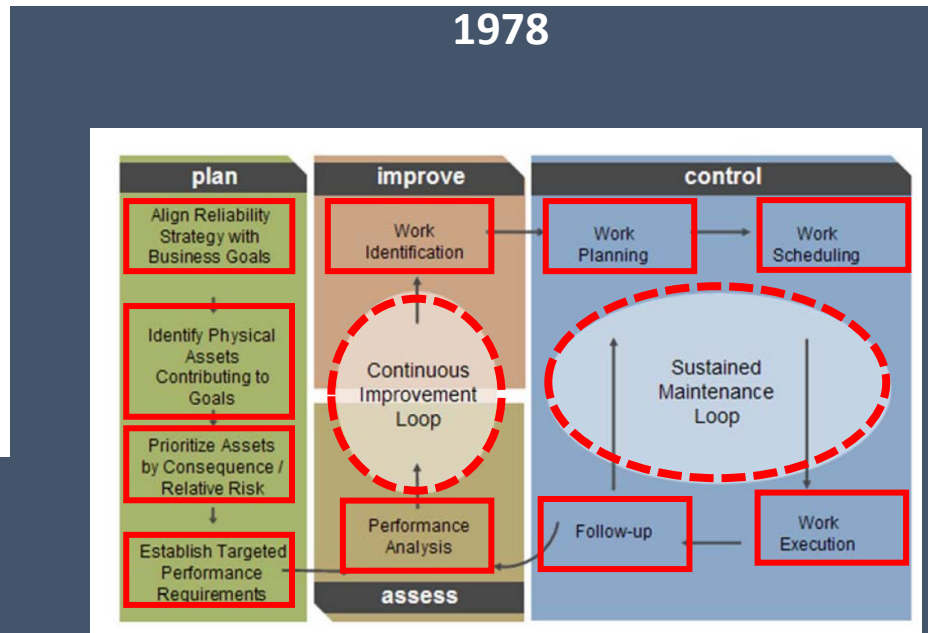 1978
plan
Align Reliability
Strategy with
Business Goals
Identify Physical
Assets
Contributing to
Goals
Prioritize Assets
by Consequence /
Relative Risk
Establish Targeted
Performance
Requirements
improve
Work
Identification
Continuous
Improvement
Loop
Performance
Analysis
assess
control
Work
Planning
Work
Scheduling
Sustained
Maintenance
Loop
Follow-up
Work
Execution